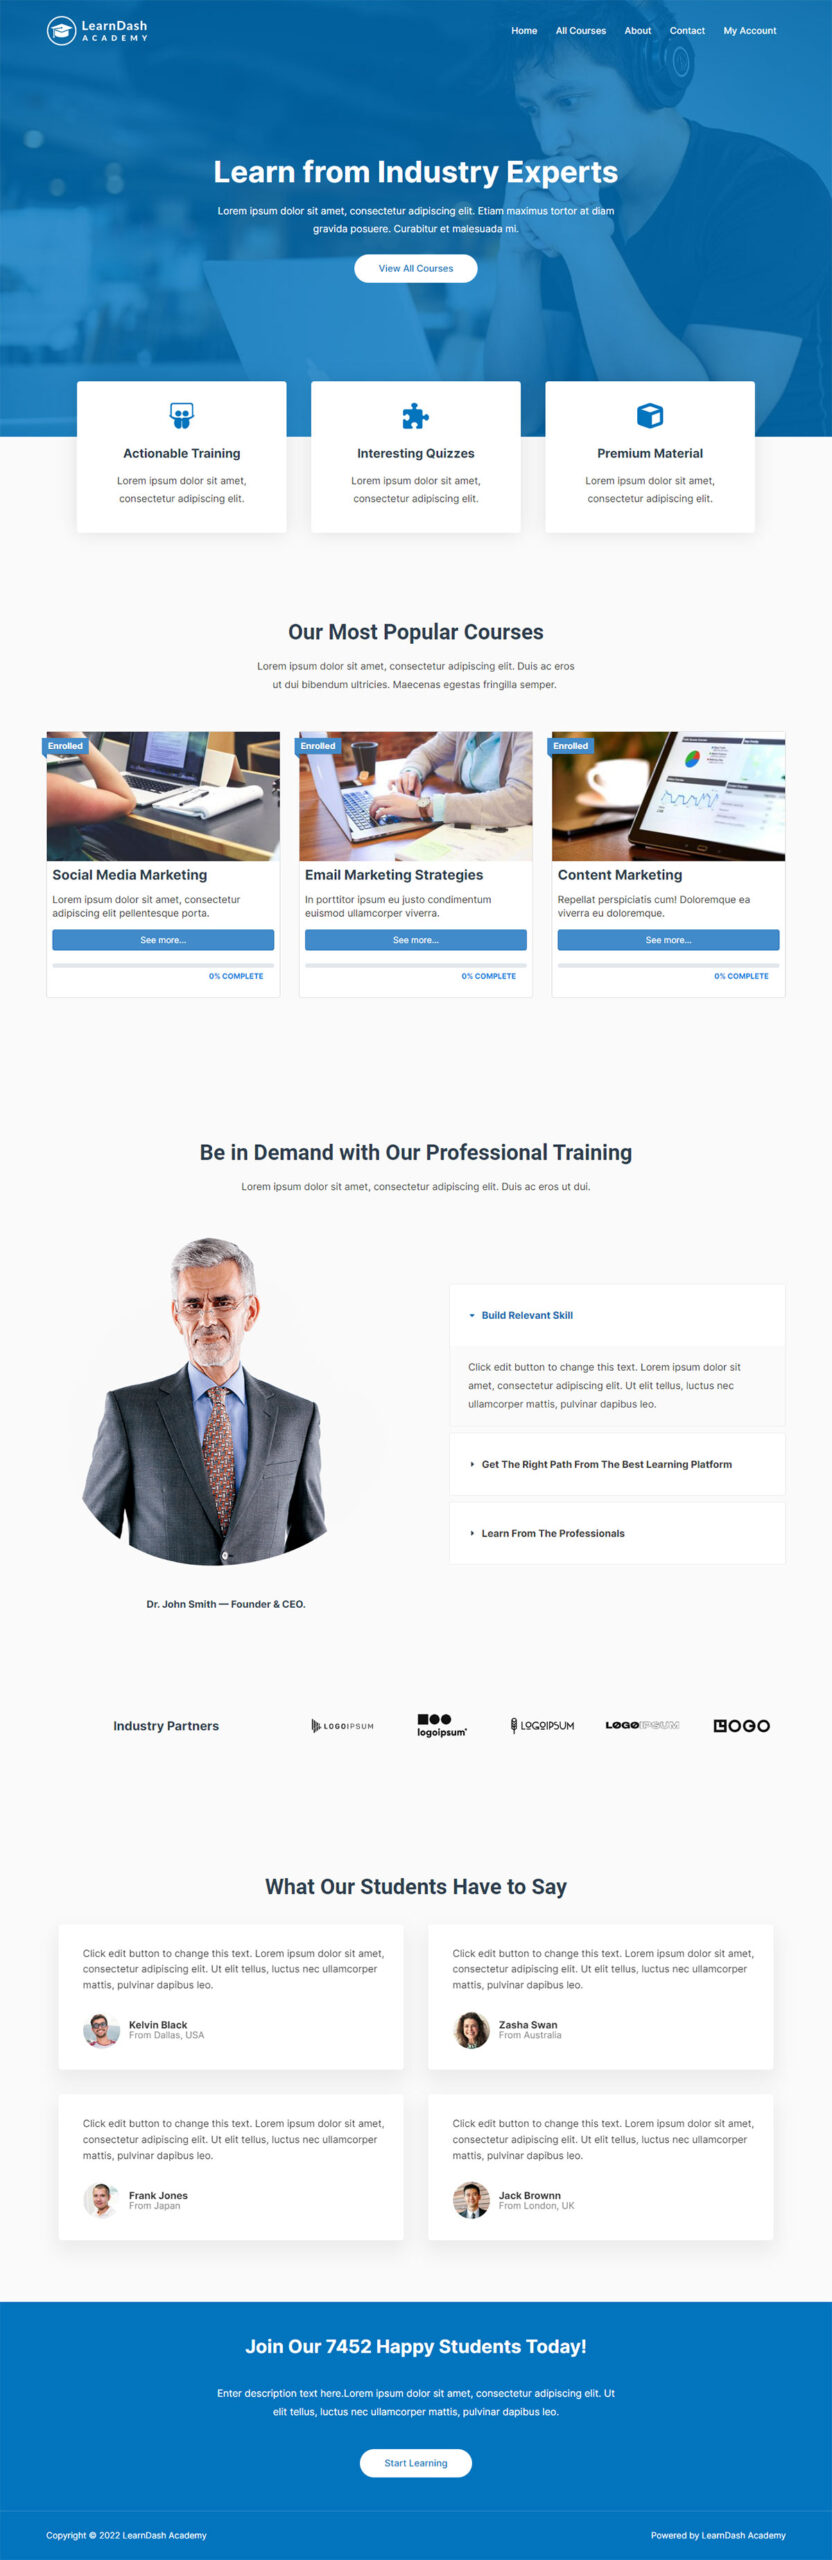 LearnDash
ACADEMY
Home All Courses About Contact My Account
Learn from Industry Experts
Lorem ipsum dolor sit amet, consectetur adipiscing elit. Etiam maximus tortor at diam
gravida posuere. Curabitur et malesuada mi.
View All Courses
Actionable Training
Lorem ipsum dolor sit amet,
consectetur adipiscing elit.
Interesting Quizzes
Lorem ipsum dolor sit amet,
consectetur adipiscing elit.
Premium Material
Lorem ipsum dolor sit amet,
consectetur adipiscing elit.
Our Most Popular Courses
Lorem ipsum dolor sit amet, consectetur adipiscing elit. Duis ac eros
ut dui bibendum ultricies. Maecenas egestas fringilla semper.
Enrolled
Social Media Marketing
Lorem ipsum dolor sit amet, consectetur
adipiscing elit pellentesque porta.
See more...
0% COMPLETE
Enrolled
Email Marketing Strategies
In porttitor ipsum eu justo condimentum
euismod ullamcorper viverra.
See more...
0% COMPLETE
Enrolled
Content Marketing
Repellat perspiciatis cum! Doloremque ea
viverra eu doloremque.
See more...
0% COMPLETE
Be in Demand with Our Professional Training
Lorem ipsum dolor sit amet, consectetur adipiscing elit. Duis ac eros ut dui.
Dr. John Smith — Founder & CEO.
Build Relevant Skill
Click edit button to change this text. Lorem ipsum dolor sit
amet, consectetur adipiscing elit. Ut elit tellus, luctus nec
ullamcorper mattis, pulvinar dapibus leo.
Get The Right Path From The Best Learning Platform
Learn From The Professionals
Industry Partners
LOGOIPSUM
logoipsum
LOGOIPSUM
LOGOIPSUM
LOGO
What Our Students Have to Say
Click edit button to change this text. Lorem ipsum dolor sit amet,
consectetur adipiscing elit. Ut elit tellus, luctus nec ullamcorper
mattis, pulvinar dapibus leo.
Kelvin Black
From Dallas, USA
Click edit button to change this text. Lorem ipsum dolor sit amet,
consectetur adipiscing elit. Ut elit tellus, luctus nec ullamcorper
mattis, pulvinar dapibus leo.
Zasha Swan
From Australia
Click edit button to change this text. Lorem ipsum dolor sit amet,
consectetur adipiscing elit. Ut elit tellus, luctus nec ullamcorper
mattis, pulvinar dapibus leo.
Frank Jones
From Japan
Click edit button to change this text. Lorem ipsum dolor sit amet,
consectetur adipiscing elit. Ut elit tellus, luctus nec ullamcorper
mattis, pulvinar dapibus leo.
Jack Brownn
From London, UK
Join Our 7452 Happy Students Today!
Enter description text here.Lorem ipsum dolor sit amet, consectetur adipiscing elit. Ut
elit tellus, luctus nec ullamcorper mattis, pulvinar dapibus leo.
Start Learning
Copyright © 2022 LearnDash Academy
Powered by LearnDash Academy